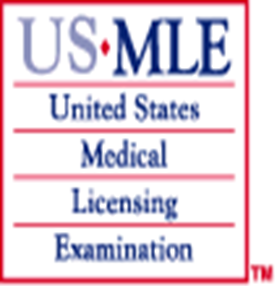 US♦MLE
United States
Medical
Licensing
Examination
TM